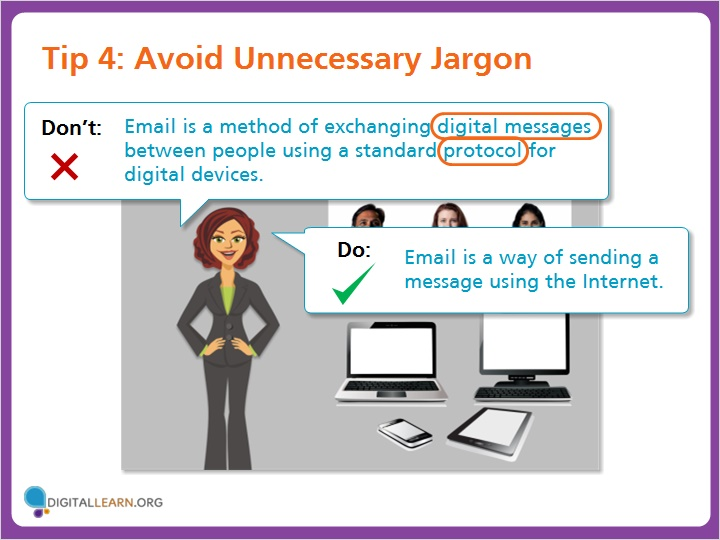 Tip 4: Avoid Unnecessary Jargon
Don’t:
Email is a method of exchanging digital messages
between people using a standard protocol for
digital devices.
Do:
Email is a way of sending a
message using the Internet.
DIGITALLEARN.ORG